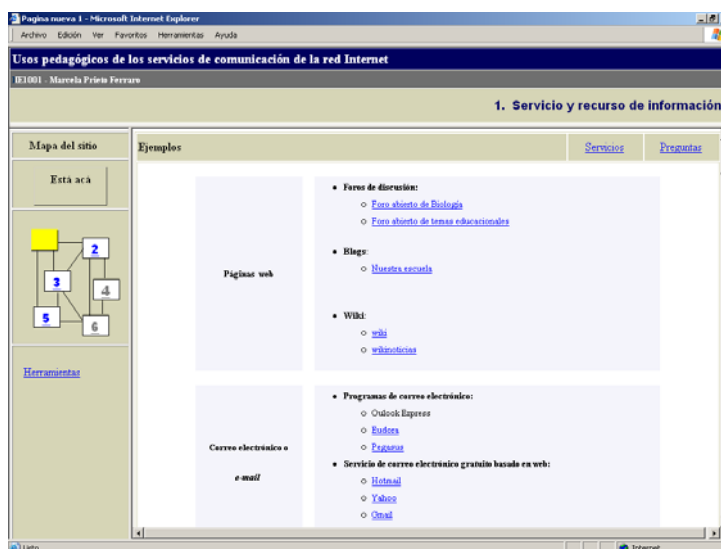 Pagina nueva 1 - Microsoft Internet Explorer
Archivo Edición Ver Favoritos Herramientas Ayuda
Usos pedagógicos de los servicios de comunicación de la red Internet
IE1001 - Marcela Prieto Ferraro
1. Servicio y recurso de información
Mapa del sitio
Ejemplos
Servicios
Preguntas
Está acá
2
3
4
5
6
Herramientas
Páginas web
Foros de discusión:
Foro abierto de Biología
Foro abierto de temas educacionales
Blogs:
Nuestra escuela
Wiki:
wiki
wikinoticias
Correo electrónico o
e-mail
Programas de correo electrónico:
Oulook Express
Eudora
Pegasus
Servicio de correo electrónico gratuito basado en web:
Hotmail
Yahoo
Gmail
Listo
Internet